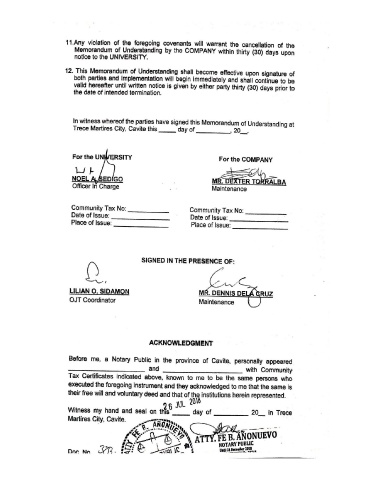 11.Any violation of the foregoing covenants will warrant the cancellation of the
Memorandum of Understanding by the COMPANY within thirty (30) days upon
notice to the UNIVERSITY.
12. This Memorandum of Understanding shall become effective upon signature of
both parties and implementation will begin immediately and shall continue to be
valid hereafter until written notice is given by either party thirty (30) days prior to
the date of intended termination.
In witness whereof the parties have signed this Memorandum of Understanding at
Trece Martires City, Cavite this _____ day of __________, 20__.
For the UNIVERSITY
For the COMPANY
NOEL A. SEDIGO
MR. DEXTER TORRALBA
Officer in Charge
Maintenance
Community Tax No: __________
Community Tax No: __________
Date of Issue: __________
Date of Issue: __________
Place of Issue: __________
Place of Issue: __________
SIGNED IN THE PRESENCE OF:
LILIAN O. SIDAMON
MR. DENNIS DELA CRUZ
OJT Coordinator
Maintenance
ACKNOWLEDGMENT
Before me, a Notary Public in the province of Cavite, personally appeared
____________________ and ____________________ with Community
Tax Certificates indicated above, known to me to be the same persons who
executed the foregoing instrument and they acknowledged to me that the same is
their free will and voluntary deed and that of the institutions herein represented.
26 JUL 2018
Witness my hand and seal on this _____ day of __________ 20__ in Trece
Martires City, Cavite.
ATTY. FE B. AÑONUEVO
NOTARY PUBLIC
Doc. No.